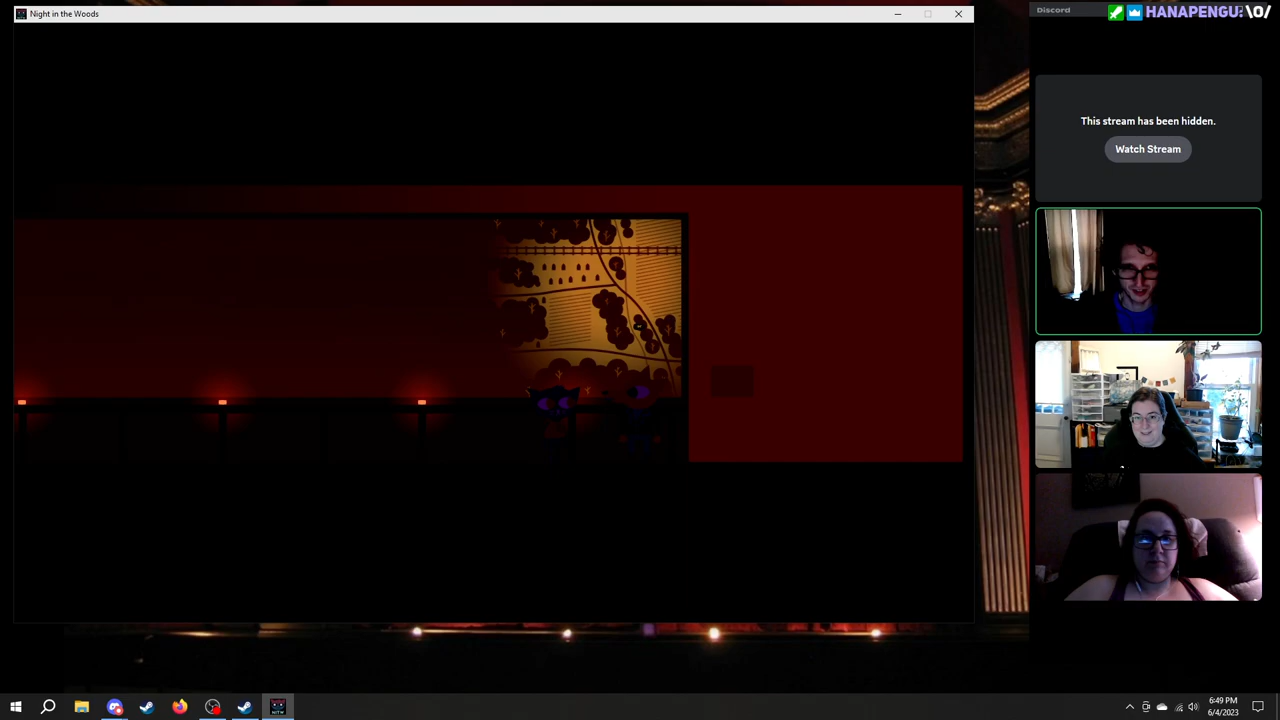 Night in the Woods
Discord
HANAPENGU! \O/
This stream has been hidden.
Watch Stream
6:49 PM
6/4/2023